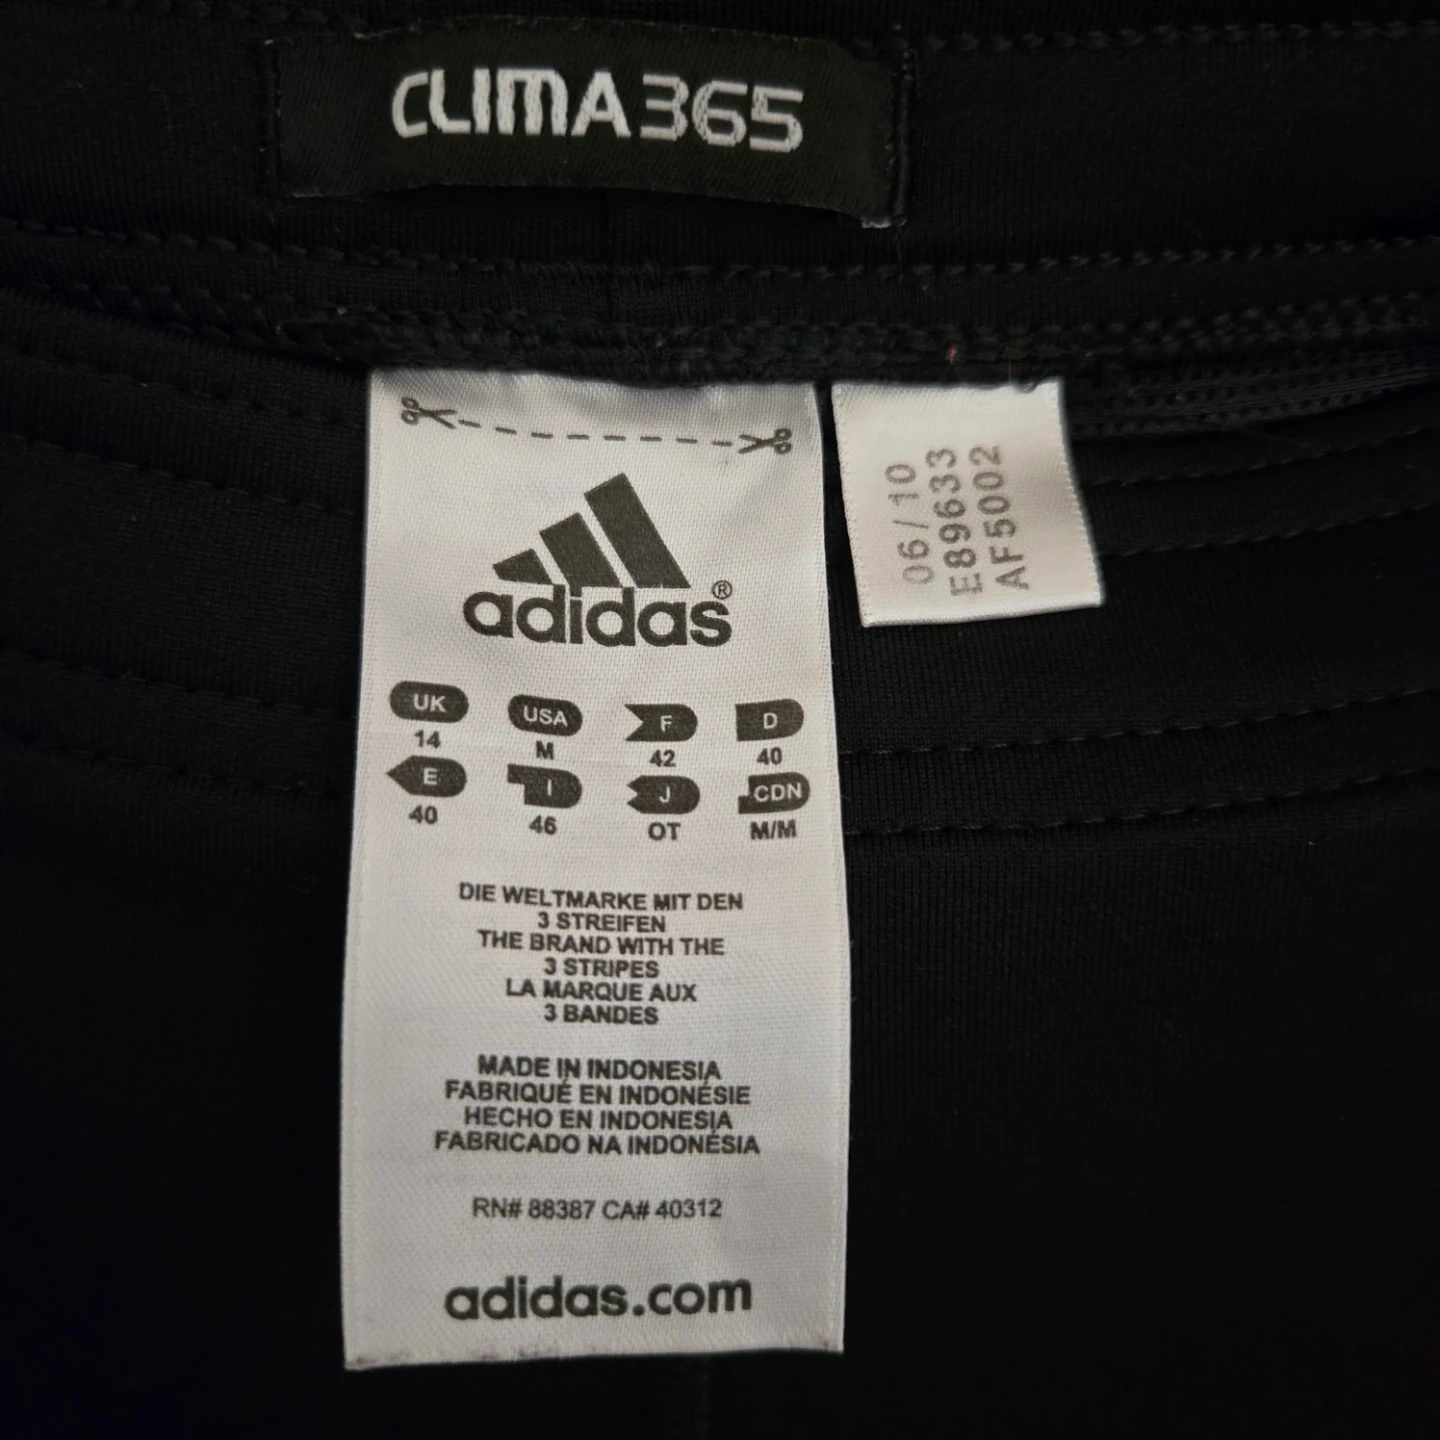 CLIMA365
adidas®
UK USA F D
14 M 42 40
E I J CDN
40 46 OT M/M
DIE WELTMARKE MIT DEN
3 STREIFEN
THE BRAND WITH THE
3 STRIPES
LA MARQUE AUX
3 BANDES
MADE IN INDONESIA
FABRIQUÉ EN INDONÉSIE
HECHO EN INDONESIA
FABRICADO NA INDONÉSIA
RN# 88387 CA# 40312
adidas.com
06/10
E89633
AF5002